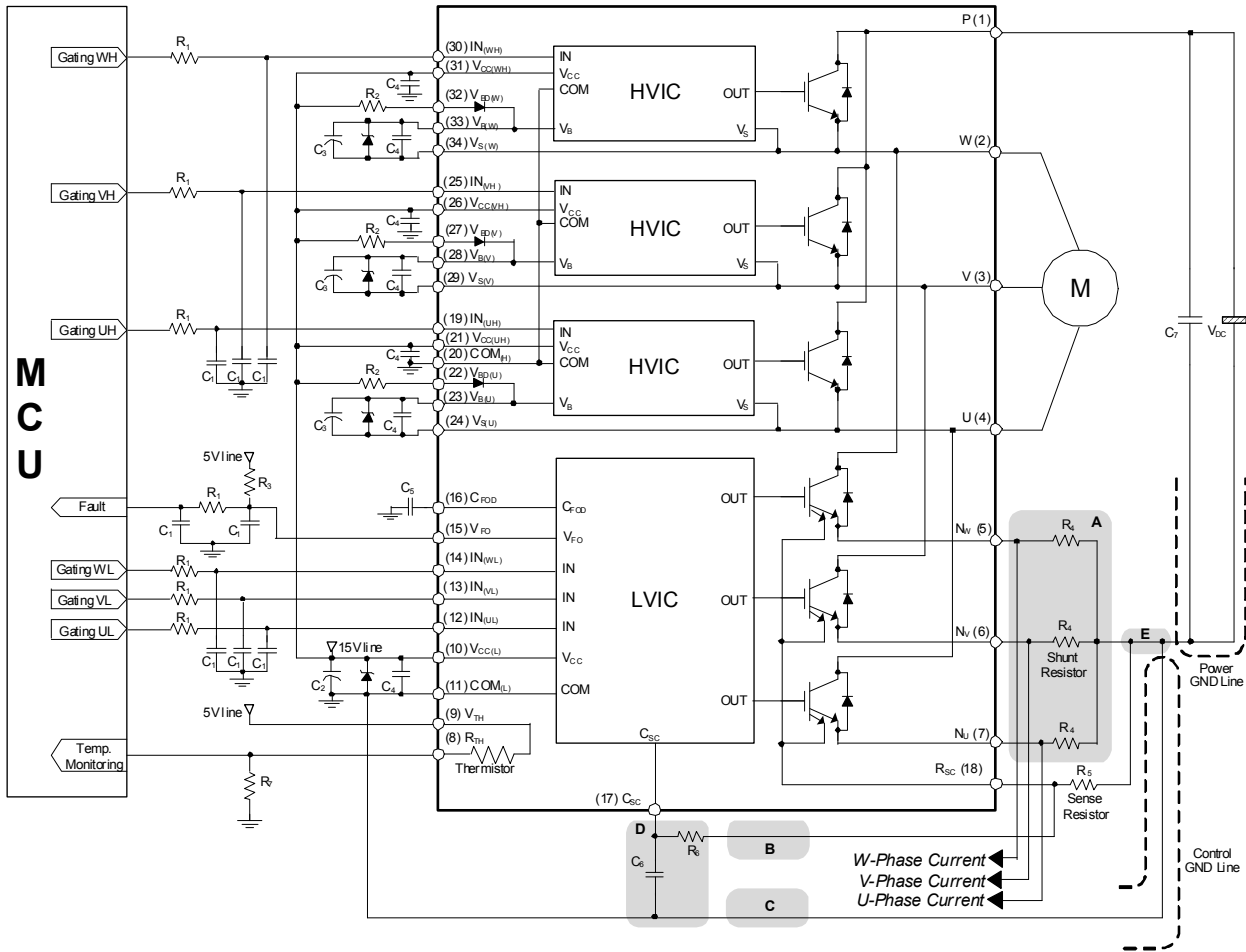 P (1)
Gating WH
R1
(30) IN(WH)
IN
(31) VCC(WH)
VCC
C4
COM
HVIC
OUT
(32) VBD(W)
R2
(33) VB(W)
VB
VS
C3
C4
(34) VS(W)
W (2)
Gating VH
R1
(25) IN(VH)
IN
(26) VCC(VH)
VCC
C4
COM
HVIC
OUT
(27) VBD(V)
R2
(28) VB(V)
VB
VS
C3
C4
(29) VS(V)
V (3)
M
Gating UH
R1
(19) IN(UH)
IN
(21) VCC(UH)
VCC
(20) COM(H)
C4
COM
HVIC
OUT
C7
VDC
C1
C1
C1
R2
(22) VBD(U)
(23) VB(U)
VB
VS
C3
C4
(24) VS(U)
U (4)
M
C
U
5V line
R3
Fault
R1
C1
C1
C5
(16) CFOD
CFOD
OUT
(15) VFO
VFO
NW (5)
R4
A
Gating WL
R1
(14) IN(WL)
IN
Gating VL
R1
(13) IN(VL)
IN
LVIC
OUT
Gating UL
R1
(12) IN(UL)
IN
NV (6)
R4
E
Shunt
Resistor
Power
GND Line
C1
C1
C1
15V line
(10) VCC(L)
VCC
C2
C4
(11) COM(L)
COM
OUT
5V line
(9) VTH
(8) RTH
Thermistor
CSC
NU (7)
R4
Temp.
Monitoring
R7
RSC (18)
R5
Sense
Resistor
(17) CSC
D
R6
C6
B
C
W-Phase Current
V-Phase Current
U-Phase Current
Control
GND Line